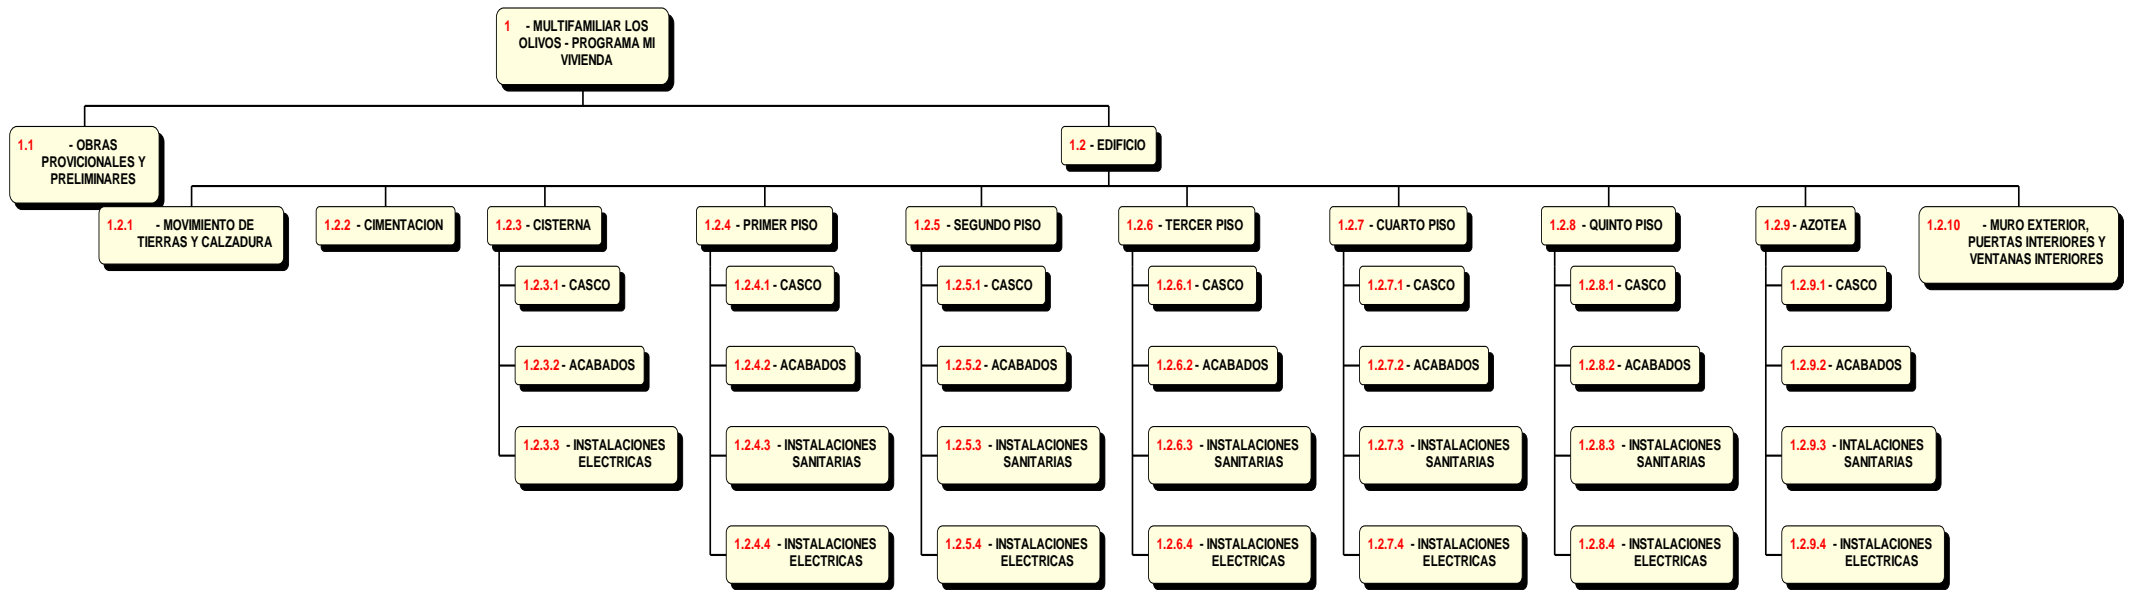 1 - MULTIFAMILIAR LOS
OLIVOS - PROGRAMA MI
VIVIENDA
1.1 - OBRAS
PROVICIONALES Y
PRELIMINARES
1.2 - EDIFICIO
1.2.1 - MOVIMIENTO DE
TIERRAS Y CALZADURA
1.2.2 - CIMENTACION
1.2.3 - CISTERNA
1.2.3.1 - CASCO
1.2.3.2 - ACABADOS
1.2.3.3 - INSTALACIONES
ELECTRICAS
1.2.4 - PRIMER PISO
1.2.4.1 - CASCO
1.2.4.2 - ACABADOS
1.2.4.3 - INSTALACIONES
SANITARIAS
1.2.4.4 - INSTALACIONES
ELECTRICAS
1.2.5 - SEGUNDO PISO
1.2.5.1 - CASCO
1.2.5.2 - ACABADOS
1.2.5.3 - INSTALACIONES
SANITARIAS
1.2.5.4 - INSTALACIONES
ELECTRICAS
1.2.6 - TERCER PISO
1.2.6.1 - CASCO
1.2.6.2 - ACABADOS
1.2.6.3 - INSTALACIONES
SANITARIAS
1.2.6.4 - INSTALACIONES
ELECTRICAS
1.2.7 - CUARTO PISO
1.2.7.1 - CASCO
1.2.7.2 - ACABADOS
1.2.7.3 - INSTALACIONES
SANITARIAS
1.2.7.4 - INSTALACIONES
ELECTRICAS
1.2.8 - QUINTO PISO
1.2.8.1 - CASCO
1.2.8.2 - ACABADOS
1.2.8.3 - INSTALACIONES
SANITARIAS
1.2.8.4 - INSTALACIONES
ELECTRICAS
1.2.9 - AZOTEA
1.2.9.1 - CASCO
1.2.9.2 - ACABADOS
1.2.9.3 - INTALACIONES
SANITARIAS
1.2.9.4 - INSTALACIONES
ELECTRICAS
1.2.10 - MURO EXTERIOR,
PUERTAS INTERIORES Y
VENTANAS INTERIORES